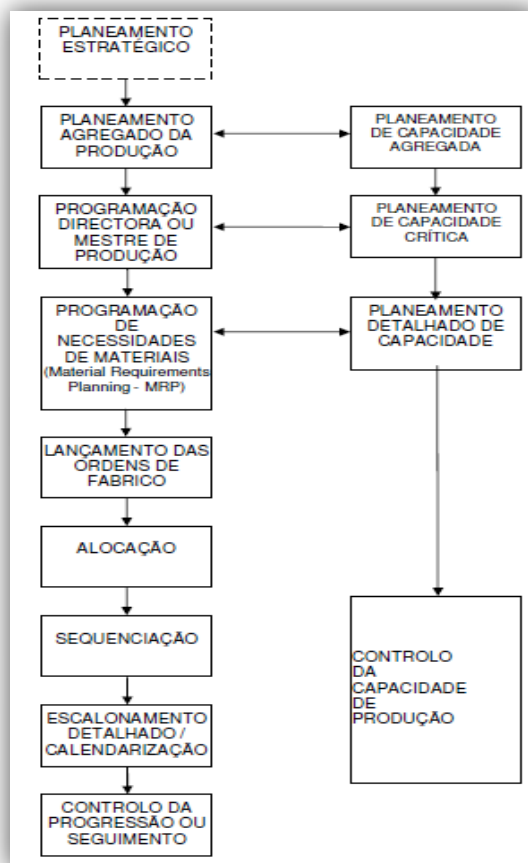 PLANEAMENTO
ESTRATÉGICO
PLANEAMENTO
AGREGADO DA
PRODUÇÃO
PLANEAMENTO
DE CAPACIDADE
AGREGADA
PROGRAMAÇÃO
DIRECTORA OU
MESTRE DE
PRODUÇÃO
PLANEAMENTO
DE CAPACIDADE
CRÍTICA
PROGRAMAÇÃO
DE
NECESSIDADES
DE MATERIAIS
(Material Requirements
Planning - MRP)
PLANEAMENTO
DETALHADO DE
CAPACIDADE
LANÇAMENTO DAS
ORDENS DE
FABRICO
ALOCAÇÃO
SEQUENCIAÇÃO
ESCALONAMENTO
DETALHADO /
CALENDARIZAÇÃO
CONTROLO DA
PROGRESSÃO OU
SEGUIMENTO
CONTROLO
DA
CAPACIDADE
DE
PRODUÇÃO